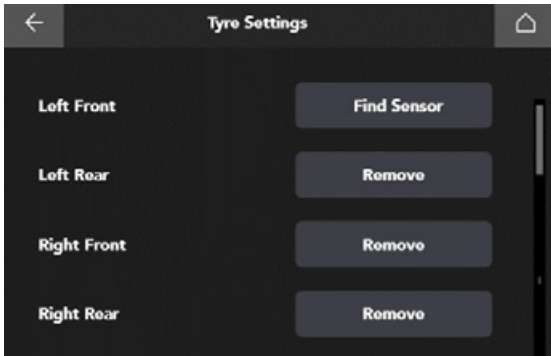 Tyre Settings
Left Front Find Sensor
Left Rear Remove
Right Front Remove
Right Rear Remove